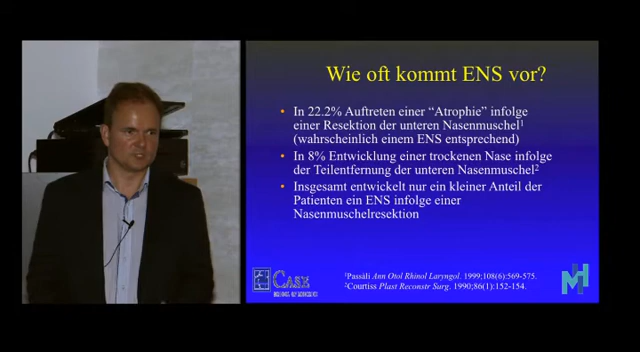 Wie oft kommt ENS vor?
• In 22.2% Auftreten einer “Atrophie” infolge
einer Resektion der unteren Nasenmuschel¹
(wahrscheinlich einem ENS entsprechend)
• In 8% Entwicklung einer trockenen Nase infolge
der Teilentfernung der unteren Nasenmuschel²
• Insgesamt entwickelt nur ein kleiner Anteil der
Patienten ein ENS infolge einer
Nasenmuschelresektion
¹Passàli Ann Otol Rhinol Laryngol. 1999;108(6):569-575.
²Courtiss Plast Reconstr Surg. 1990;86(1):152-154.
CASE
MH